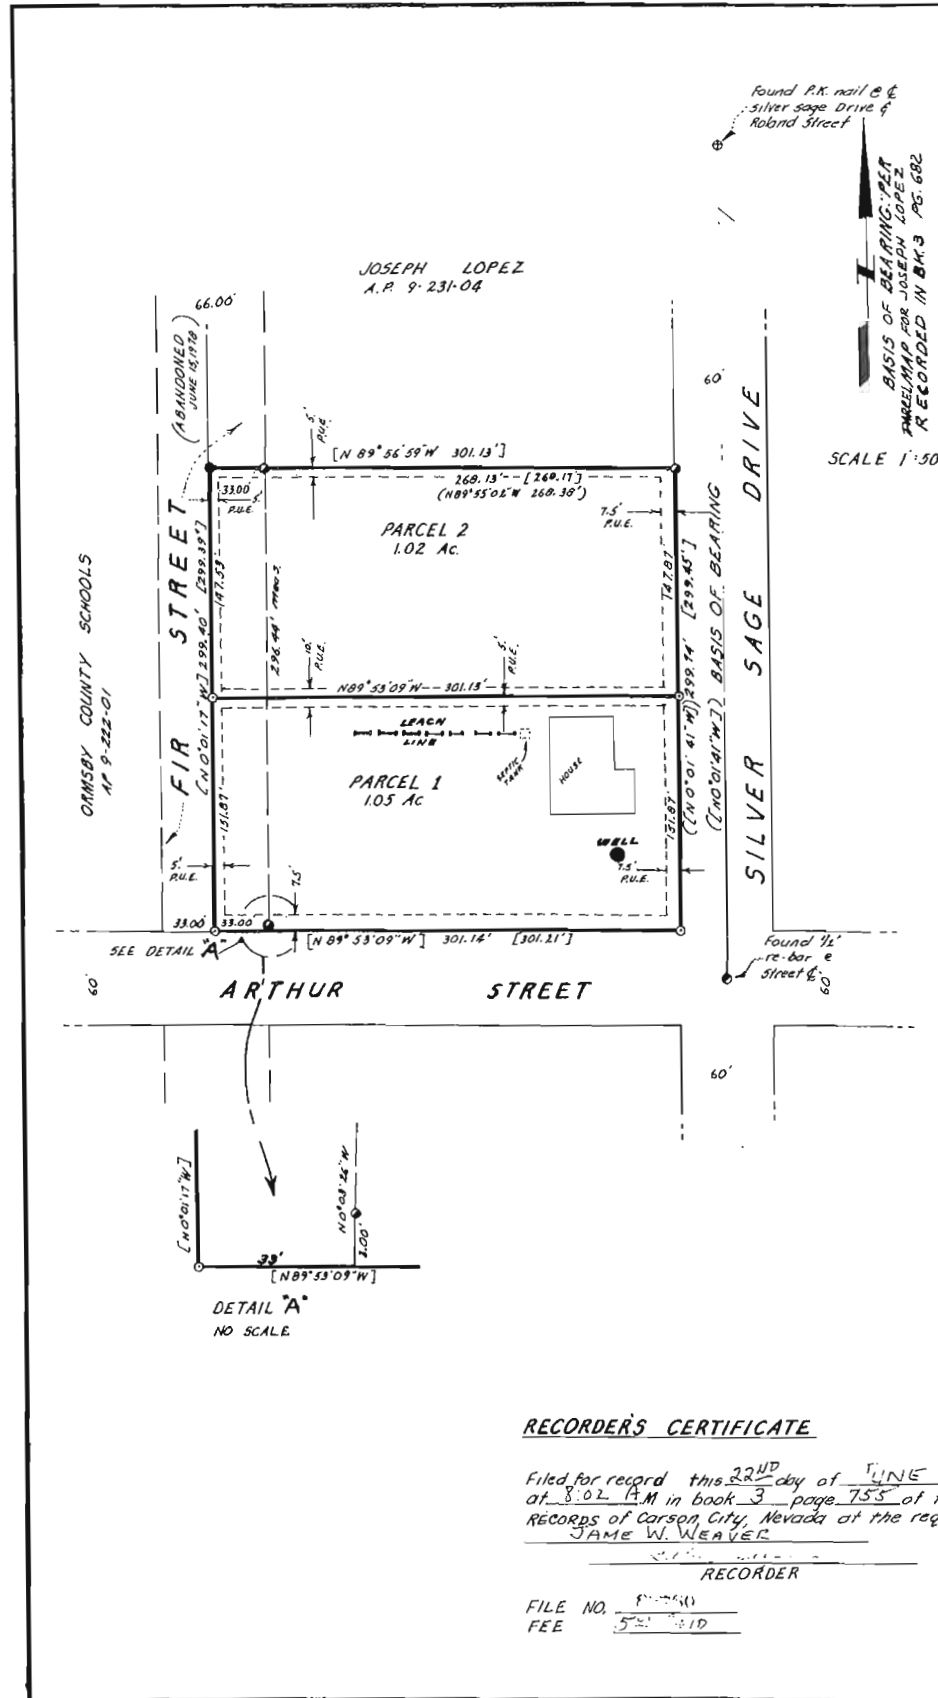 Found P.K. nail @ ℄
Silver Sage Drive &
Roland Street
BASIS OF BEARING: PER
PARCEL MAP FOR JOSEPH LOPEZ
RECORDED IN BK.3 PG. 682
SCALE 1":50
JOSEPH LOPEZ
A.P. 9-231-04
66.00'
(ABANDONED
JUNE 15, 1978)
60'
5'
P.U.E.
[N 89°56'59"W 301.13']
268.13'--[268.17]
(N89°55'02"W 268.38')
33.00'
5'
P.U.E.
7.5'
P.U.E.
PARCEL 2
1.02 Ac.
147.53'
147.87'
296.44' meas.
FIR STREET
(N0°01'17"W) 299.40' [299.39']
ORMSBY COUNTY SCHOOLS
AP 9-222-01
([N0°01'41"W]) 299.74' [299.45']
([N0°01'41"W]) BASIS OF BEARING
SILVER SAGE DRIVE
10'
P.U.E.
5'
P.U.E.
N89°53'09"W--301.13'
LEACH
LINE
SEPTIC
TANK
HOUSE
PARCEL 1
1.05 Ac
WELL
151.87'
151.87'
5'
P.U.E.
7.5'
7.5'
P.U.E.
33.00'
33.00'
[N 89°53'09"W] 301.14' [301.21']
SEE DETAIL "A"
Found 1/2"
re-bar @
Street ℄
60'
60'
ARTHUR STREET
60'
[N0°01'17"W]
N0°03'26"W
3.00'
33'
[N89°53'09"W]
DETAIL "A"
NO SCALE
RECORDER'S CERTIFICATE
Filed for record this 22ND day of JUNE
at 8:02 A.M in book 3 page 755 of
RECORDS of Carson City, Nevada at the req
JAME W. WEAVER
RECORDER
FILE NO.
FEE